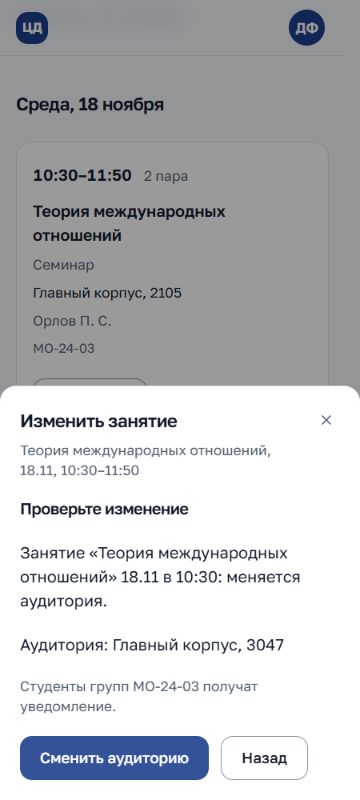 ЦД
ДФ
Среда, 18 ноября
10:30–11:50 2 пара
Теория международных
отношений
Семинар
Главный корпус, 2105
Орлов П. С.
МО-24-03
Изменить занятие
×
Теория международных отношений,
18.11, 10:30–11:50
Проверьте изменение
Занятие «Теория международных
отношений» 18.11 в 10:30: меняется
аудитория.
Аудитория: Главный корпус, 3047
Студенты групп МО-24-03 получат
уведомление.
Сменить аудиторию
Назад